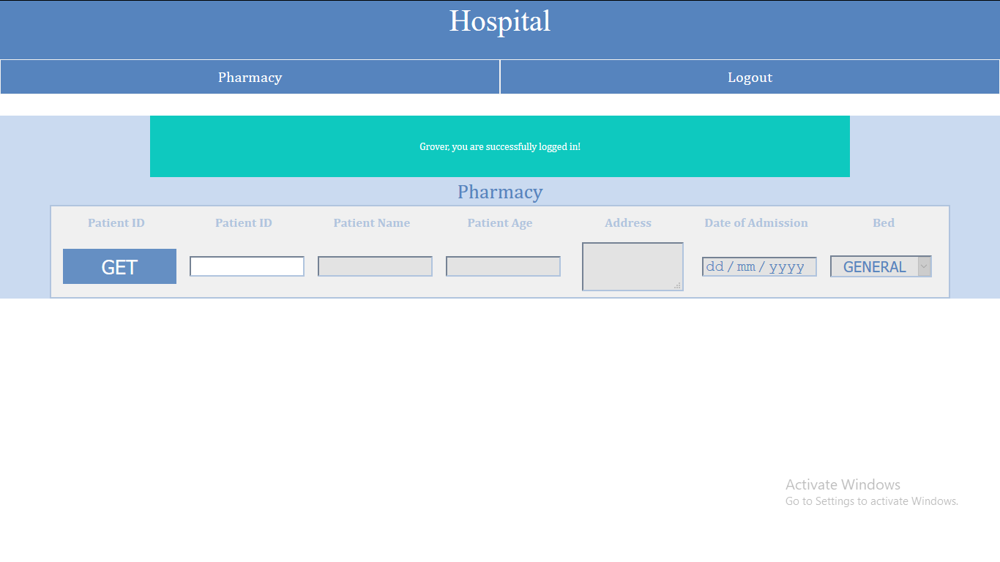 Hospital
Pharmacy Logout
Grover, you are successfully logged in!
Pharmacy
Patient ID Patient ID Patient Name Patient Age Address Date of Admission Bed
GET dd / mm / yyyy GENERAL
Activate Windows
Go to Settings to activate Windows.